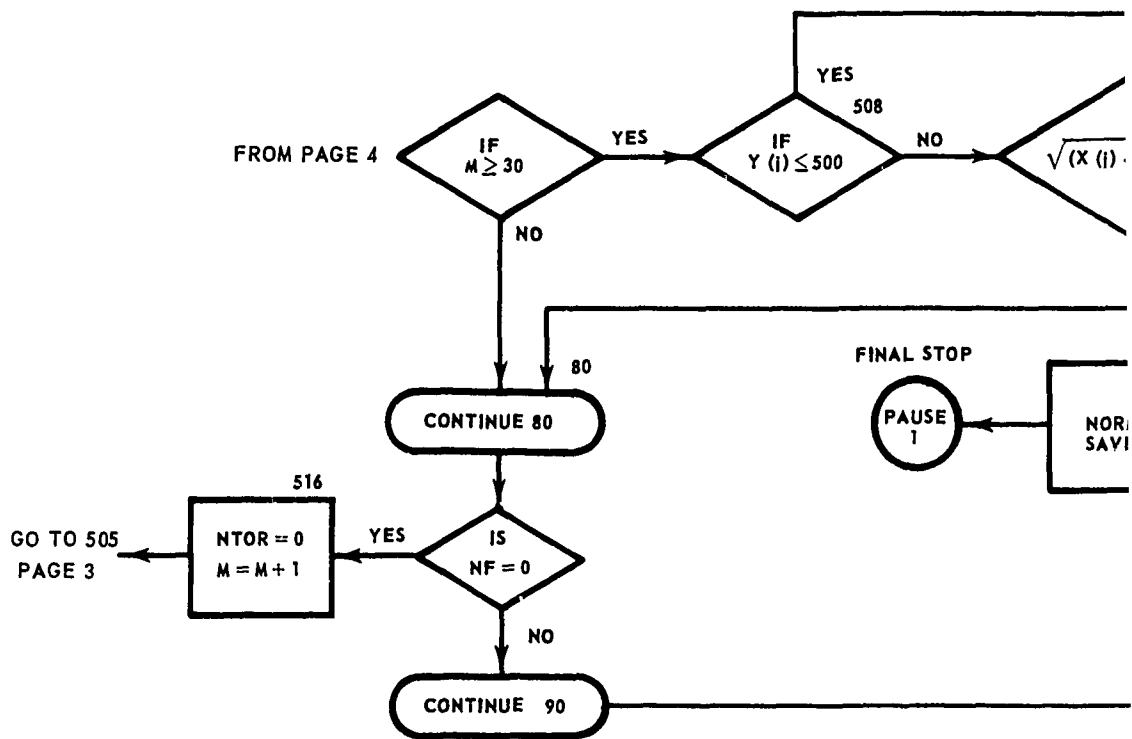 YES
508
FROM PAGE 4
IF
M ≥ 30
YES
IF
Y (i) ≤ 500
NO
√(X (i)
NO
FINAL STOP
80
CONTINUE 80
PAUSE
1
516
GO TO 505
PAGE 3
NTOR = 0
M = M + 1
YES
IS
NF = 0
NO
CONTINUE 90